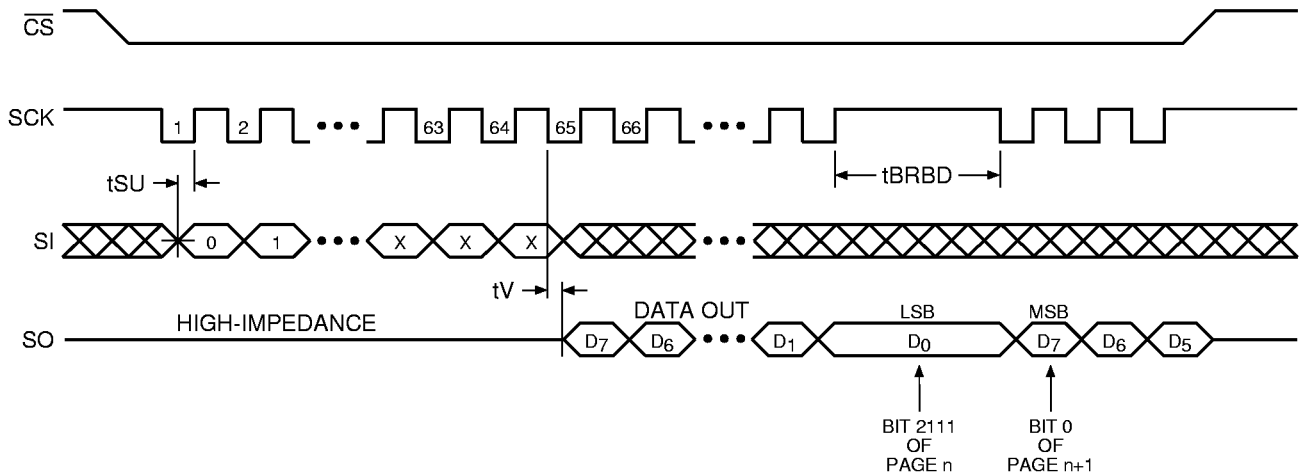 CS
SCK
1 2 63 64 65 66
tSU
tBRBD
SI
0 1 X X X
tV
HIGH-IMPEDANCE
DATA OUT
LSB MSB
SO
D7 D6 D1 D0 D7 D6 D5
BIT 2111
OF
PAGE n
BIT 0
OF
PAGE n+1